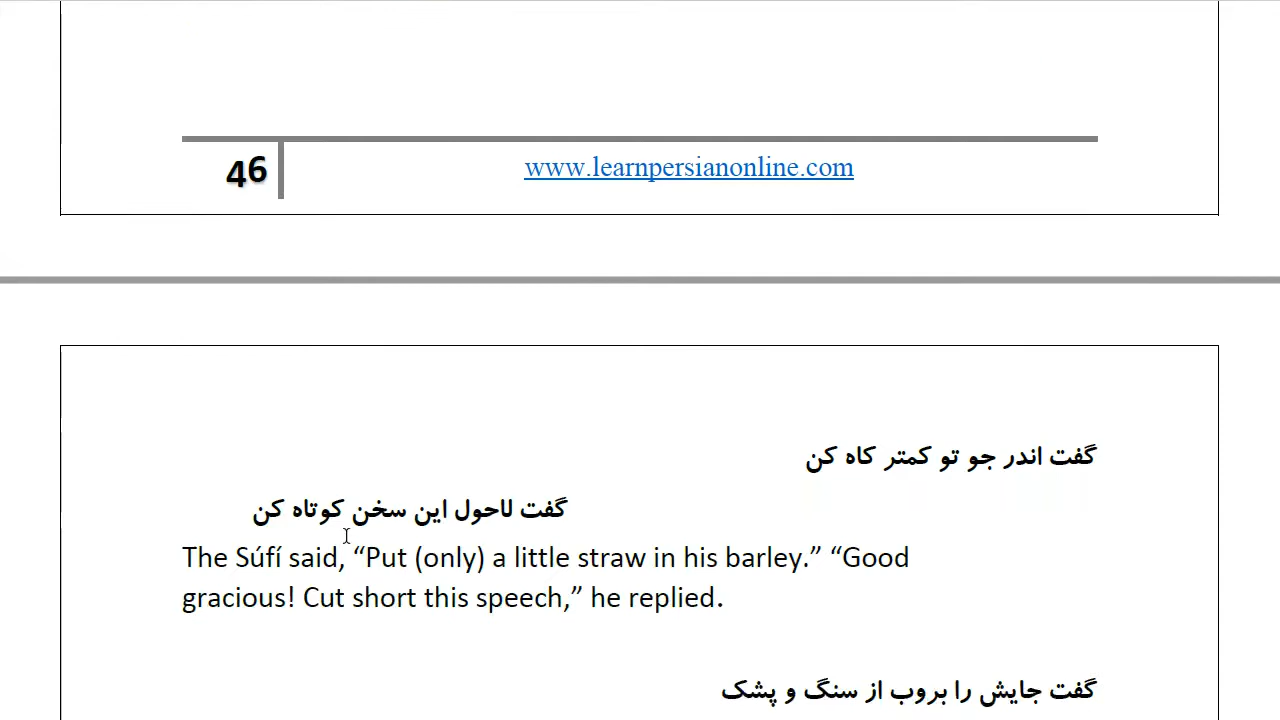 46
www.learnpersianonline.com
گفت اندر جو تو کمتر کاه کن
گفت لاحول این سخن کوتاه کن
The Súfí said, “Put (only) a little straw in his barley.” “Good
gracious! Cut short this speech,” he replied.
گفت جایش را بروب از سنگ و پشک